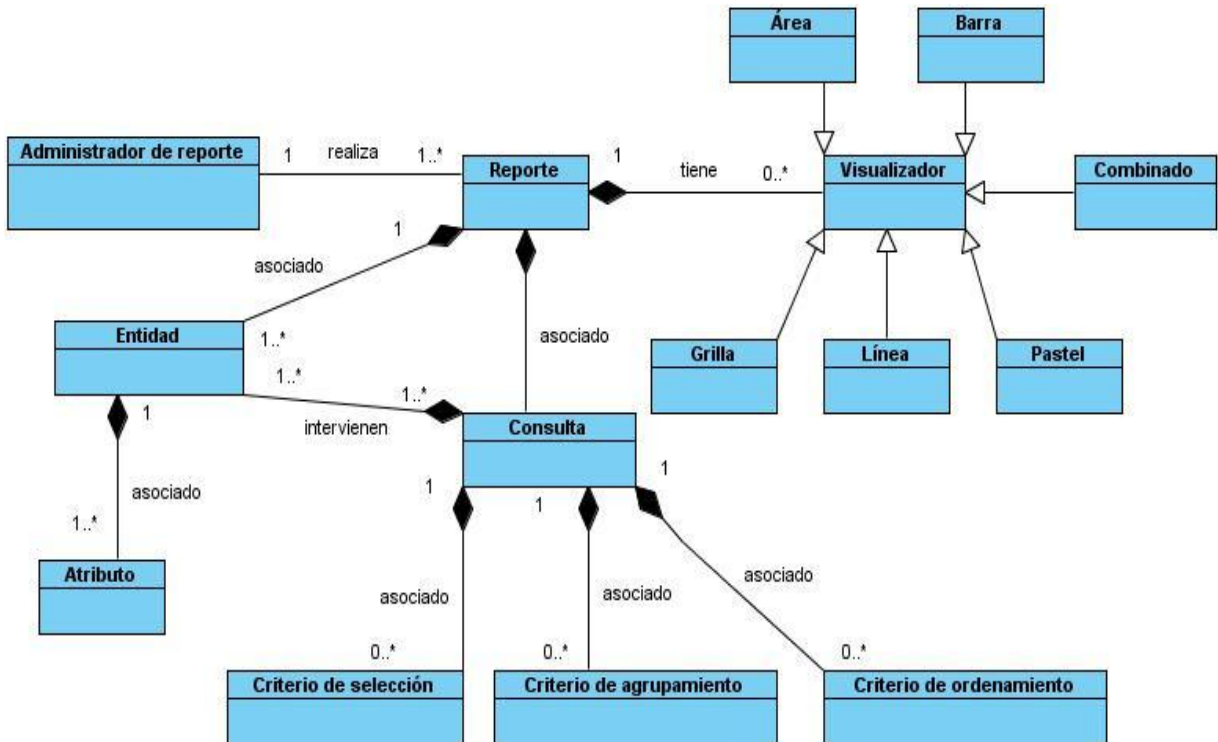 Área
Barra
Administrador de reporte
1 realiza 1..*
Reporte
1 tiene 0..*
Visualizador
Combinado
1
asociado
1..*
asociado
Entidad
Grilla
Línea
Pastel
1..*
1..*
intervienen
Consulta
1
asociado
1..*
Atributo
1
1
1
asociado
asociado
asociado
0..*
0..*
0..*
Criterio de selección
Criterio de agrupamiento
Criterio de ordenamiento